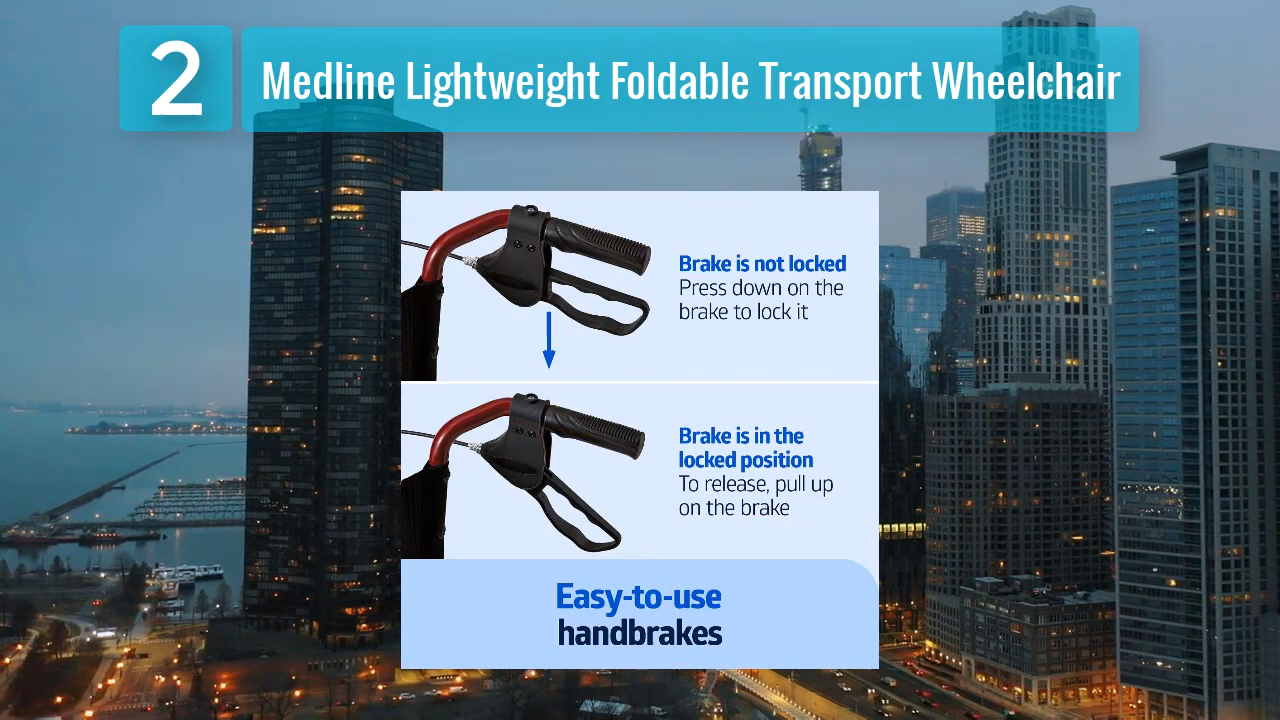 2
Medline Lightweight Foldable Transport Wheelchair
Brake is not locked
Press down on the
brake to lock it
Brake is in the
locked position
To release, pull up
on the brake
Easy-to-use
handbrakes